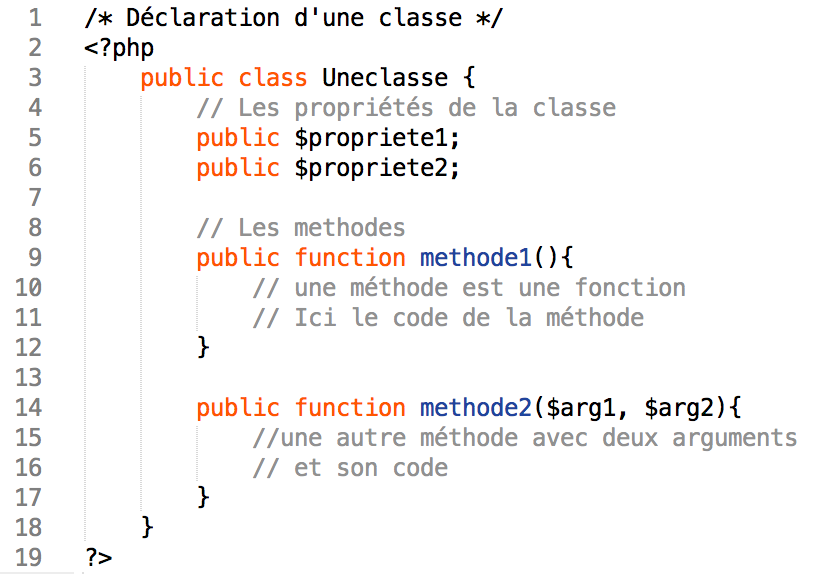 1 /* Déclaration d'une classe */
2 <?php
3 public class Uneclasse {
4 // Les propriétés de la classe
5 public $propriete1;
6 public $propriete2;
7
8 // Les methodes
9 public function methode1(){
10 // une méthode est une fonction
11 // Ici le code de la méthode
12 }
13
14 public function methode2($arg1, $arg2){
15 //une autre méthode avec deux arguments
16 // et son code
17 }
18 }
19 ?>